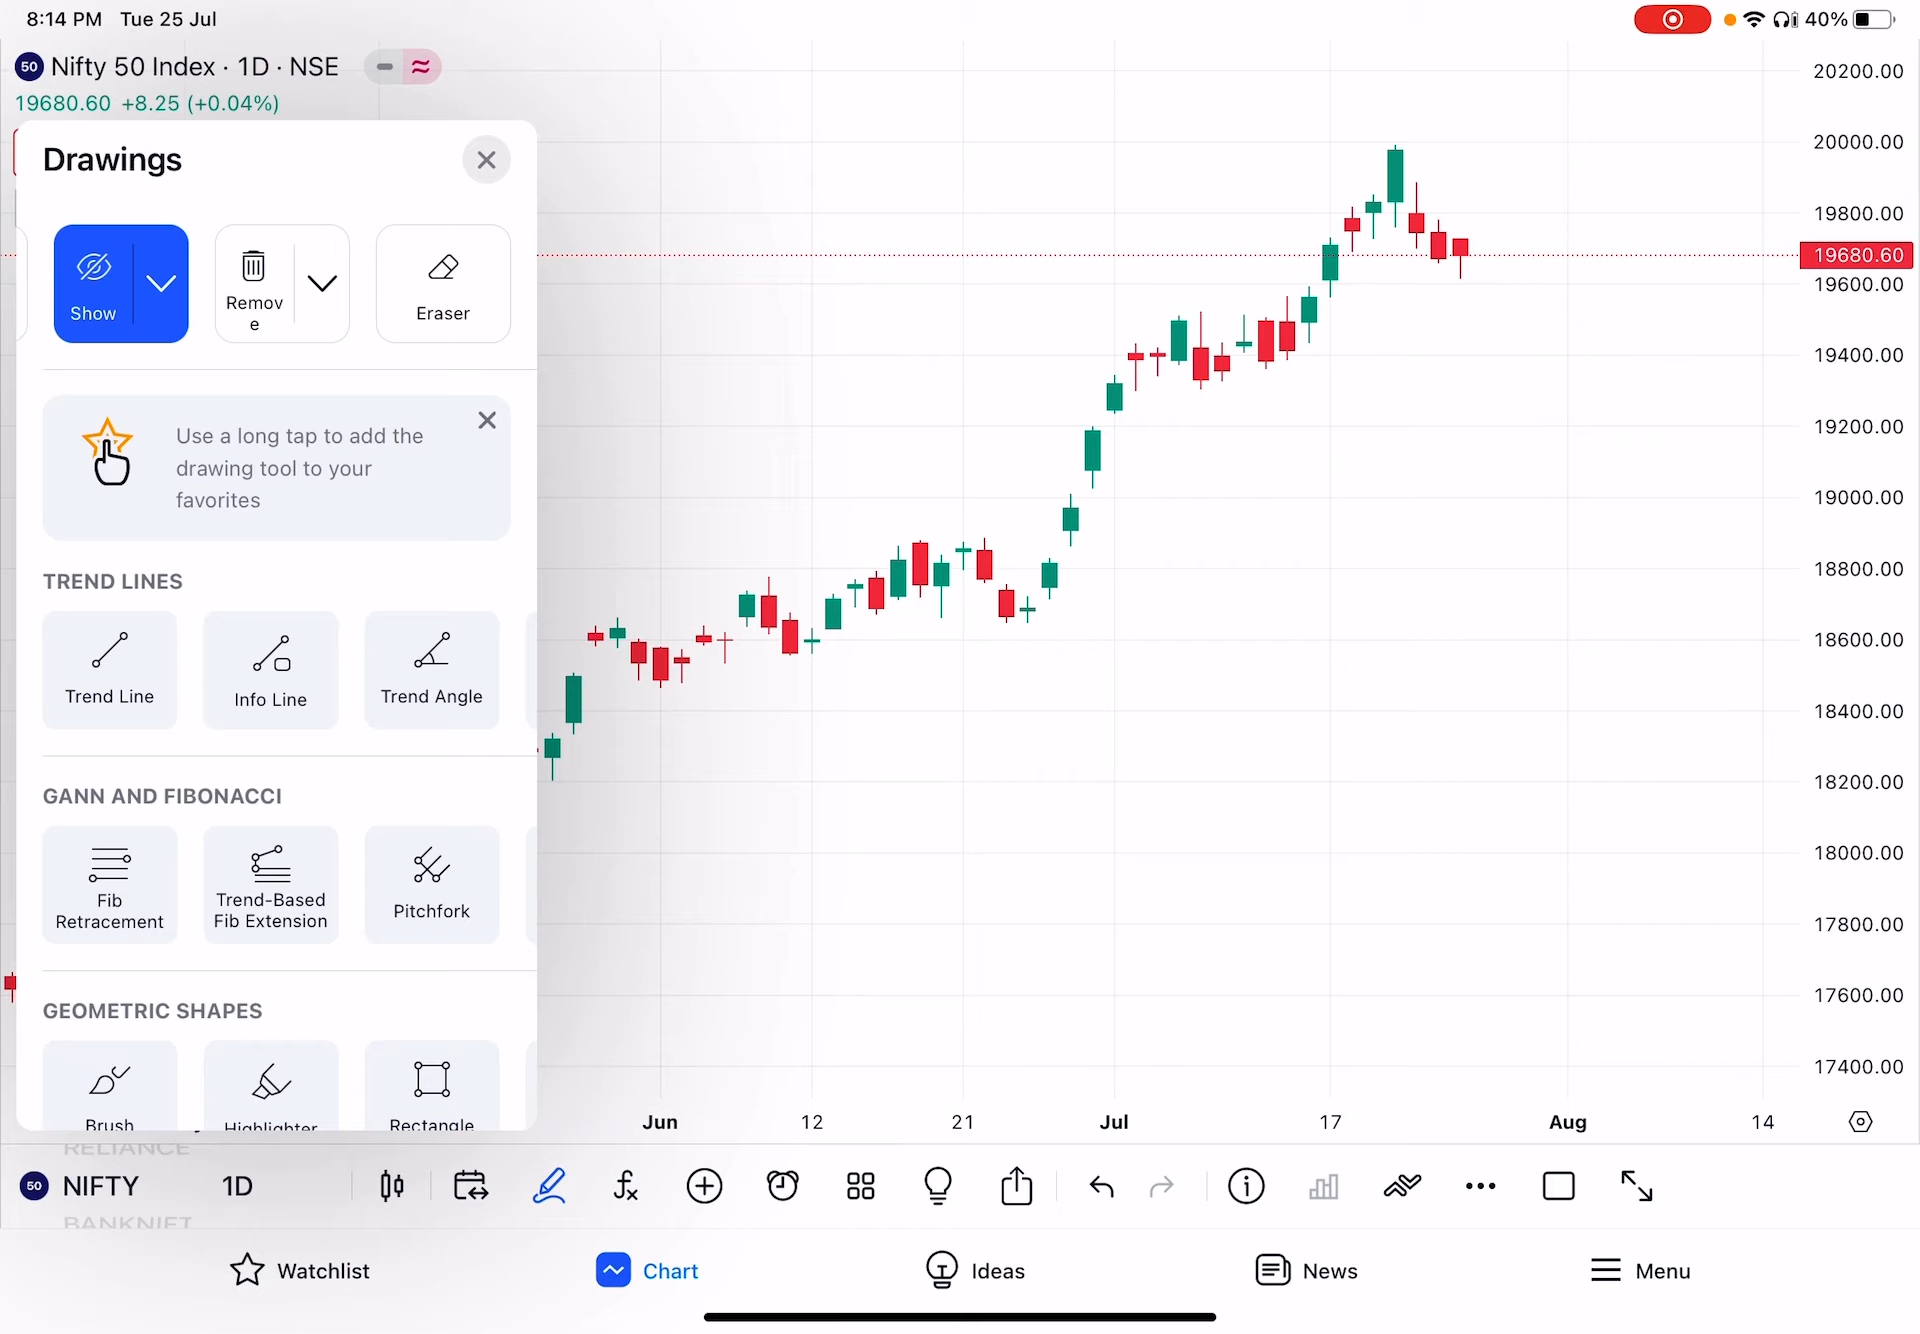 8:14 PM Tue 25 Jul
40%
50 Nifty 50 Index · 1D · NSE
19680.60 +8.25 (+0.04%)
Drawings
Show
Remov
e
Eraser
Use a long tap to add the
drawing tool to your
favorites
TREND LINES
Trend Line
Info Line
Trend Angle
GANN AND FIBONACCI
Fib
Retracement
Trend-Based
Fib Extension
Pitchfork
GEOMETRIC SHAPES
Brush
Highlighter
Rectangle
20200.00
20000.00
19800.00
19680.60
19600.00
19400.00
19200.00
19000.00
18800.00
18600.00
18400.00
18200.00
18000.00
17800.00
17600.00
17400.00
Jun 12 21 Jul 17 Aug 14
RELIANCE
50 NIFTY 1D
BANKNIFT
Watchlist
Chart
Ideas
News
Menu